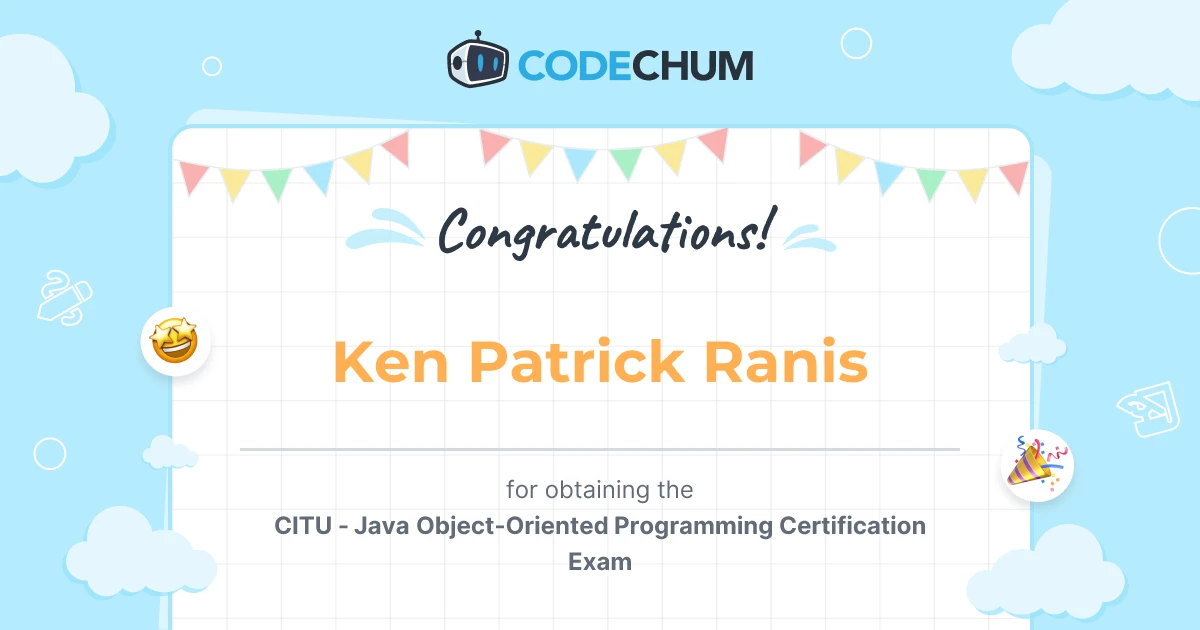 CODECHUM
Congratulations!
Ken Patrick Ranis
for obtaining the
CITU - Java Object-Oriented Programming Certification
Exam